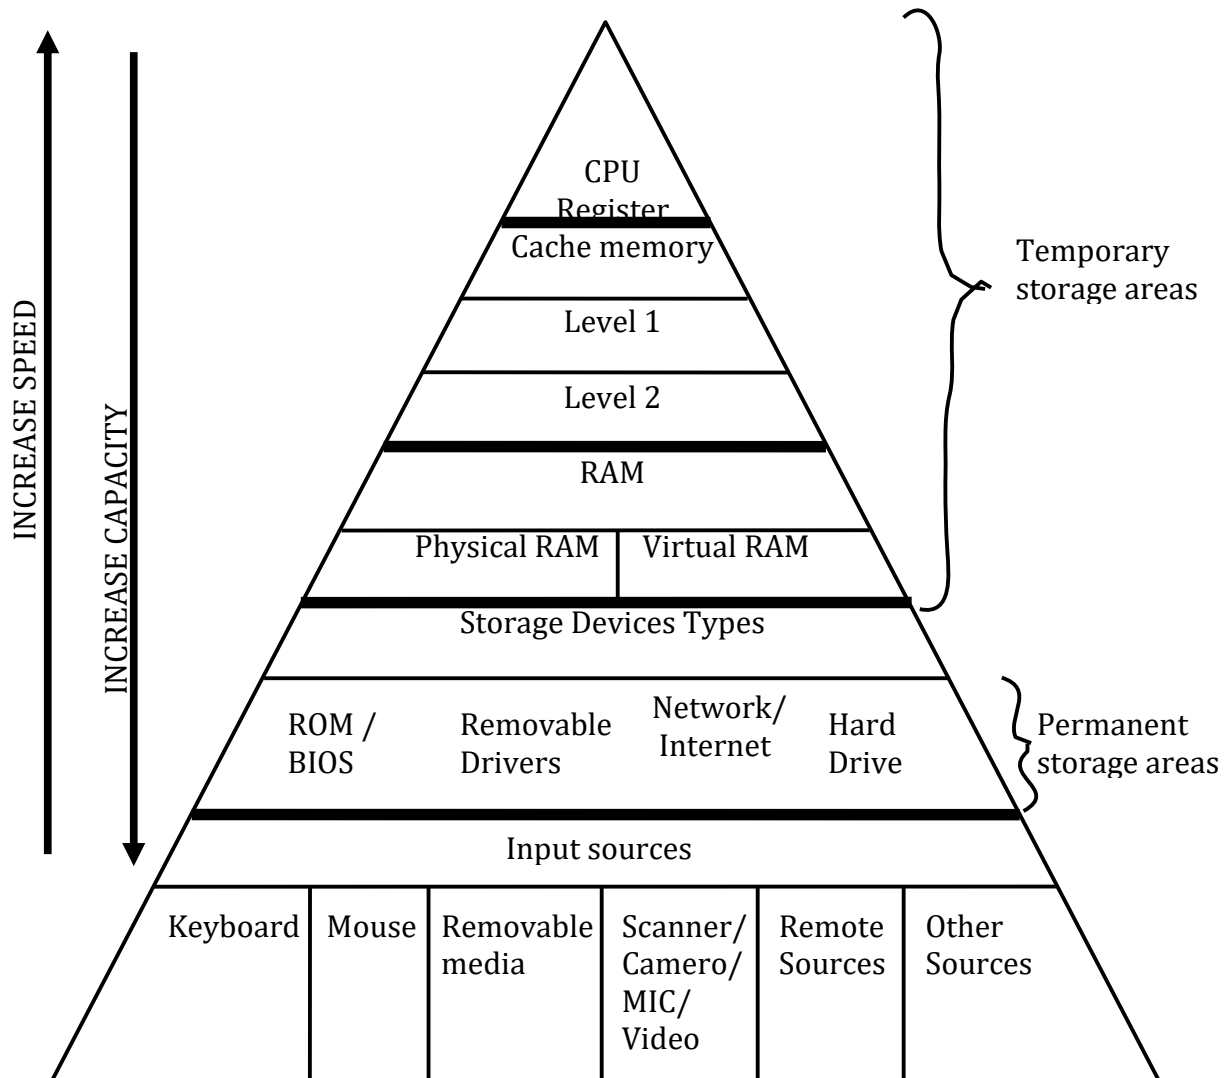 CPU
Register
Cache memory
Level 1
Level 2
RAM
Physical RAM
Virtual RAM
Storage Devices Types
ROM /
BIOS
Removable
Drivers
Network/
Internet
Hard
Drive
Input sources
Keyboard
Mouse
Removable
media
Scanner/
Camero/
MIC/
Video
Remote
Sources
Other
Sources
INCREASE SPEED
INCREASE CAPACITY
Temporary
storage areas
Permanent
storage areas